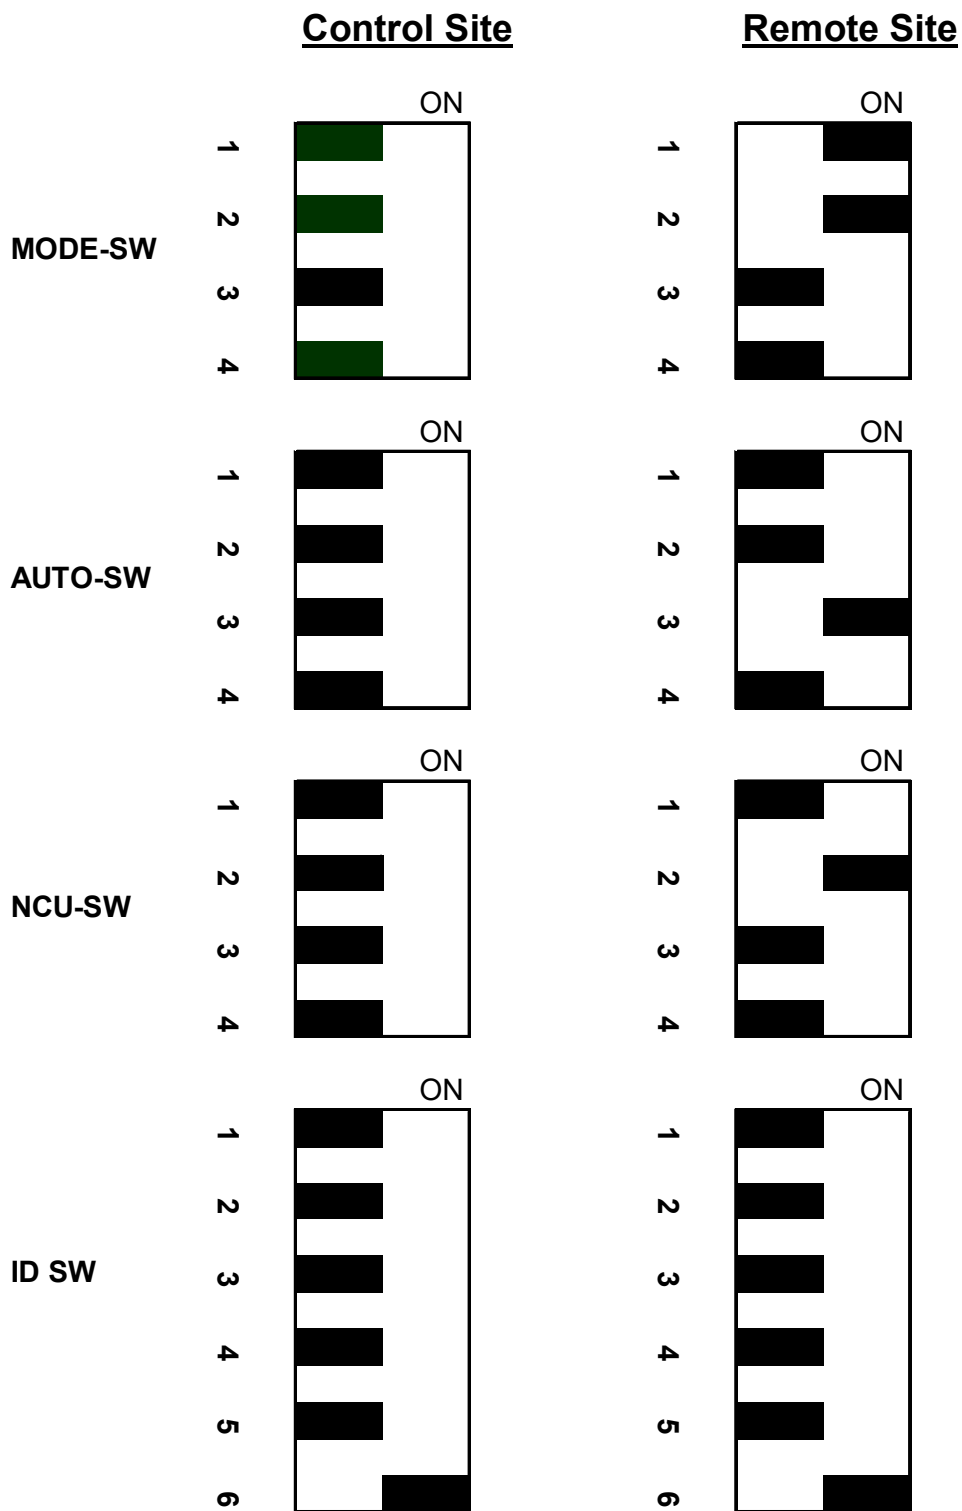 Control Site Remote Site
ON ON
1 1
2 2
MODE-SW
3 3
4 4
ON ON
1 1
2 2
AUTO-SW
3 3
4 4
ON ON
1 1
2 2
NCU-SW
3 3
4 4
ON ON
1 1
2 2
ID SW 3 3
4 4
5 5
6 6